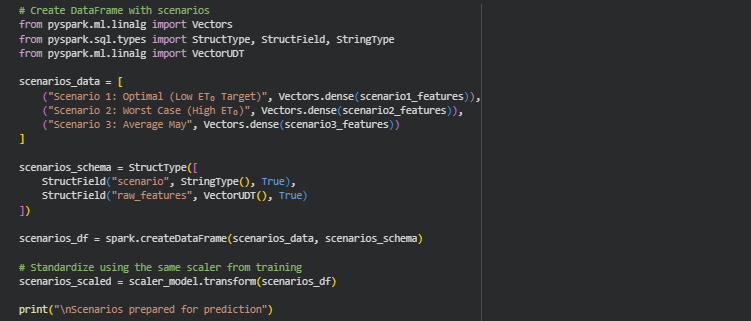 # Create DataFrame with scenarios
from pyspark.ml.linalg import Vectors
from pyspark.sql.types import StructType, StructField, StringType
from pyspark.ml.linalg import VectorUDT

scenarios_data = [
    ("Scenario 1: Optimal (Low ET₀ Target)", Vectors.dense(scenario1_features)),
    ("Scenario 2: Worst Case (High ET₀)", Vectors.dense(scenario2_features)),
    ("Scenario 3: Average May", Vectors.dense(scenario3_features))
]

scenarios_schema = StructType([
    StructField("scenario", StringType(), True),
    StructField("raw_features", VectorUDT(), True)
])

scenarios_df = spark.createDataFrame(scenarios_data, scenarios_schema)

# Standardize using the same scaler from training
scenarios_scaled = scaler_model.transform(scenarios_df)

print("\nScenarios prepared for prediction")